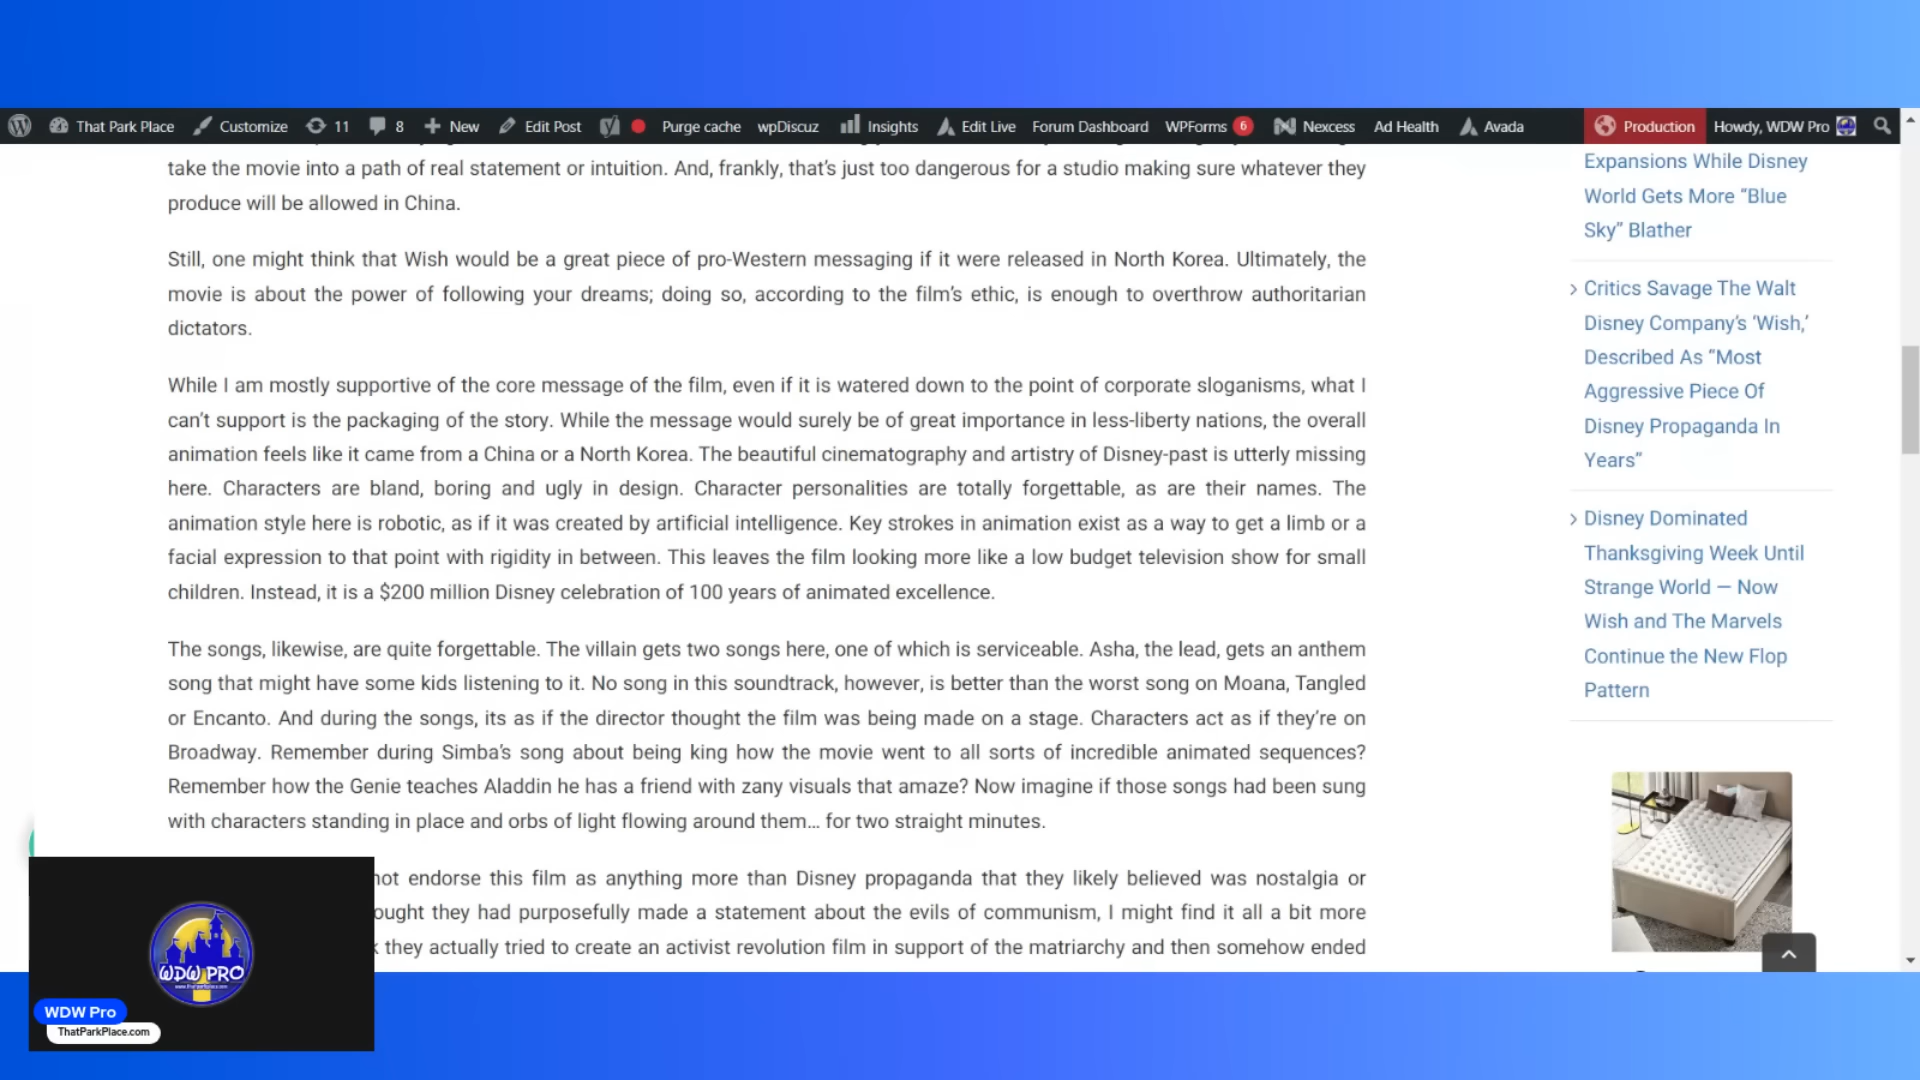 That Park Place Customize 11 8 New Edit Post Purge cache wpDiscuz Insights Edit Live Forum Dashboard WPForms 6 Nexcess Ad Health Avada Production Howdy, WDW Pro
take the movie into a path of real statement or intuition. And, frankly, that's just too dangerous for a studio making sure whatever they
produce will be allowed in China.
Still, one might think that Wish would be a great piece of pro-Western messaging if it were released in North Korea. Ultimately, the
movie is about the power of following your dreams; doing so, according to the film's ethic, is enough to overthrow authoritarian
dictators.
While I am mostly supportive of the core message of the film, even if it is watered down to the point of corporate sloganisms, what I
can't support is the packaging of the story. While the message would surely be of great importance in less-liberty nations, the overall
animation feels like it came from a China or a North Korea. The beautiful cinematography and artistry of Disney-past is utterly missing
here. Characters are bland, boring and ugly in design. Character personalities are totally forgettable, as are their names. The
animation style here is robotic, as if it was created by artificial intelligence. Key strokes in animation exist as a way to get a limb or a
facial expression to that point with rigidity in between. This leaves the film looking more like a low budget television show for small
children. Instead, it is a $200 million Disney celebration of 100 years of animated excellence.
The songs, likewise, are quite forgettable. The villain gets two songs here, one of which is serviceable. Asha, the lead, gets an anthem
song that might have some kids listening to it. No song in this soundtrack, however, is better than the worst song on Moana, Tangled
or Encanto. And during the songs, its as if the director thought the film was being made on a stage. Characters act as if they're on
Broadway. Remember during Simba's song about being king how the movie went to all sorts of incredible animated sequences?
Remember how the Genie teaches Aladdin he has a friend with zany visuals that amaze? Now imagine if those songs had been sung
with characters standing in place and orbs of light flowing around them… for two straight minutes.
not endorse this film as anything more than Disney propaganda that they likely believed was nostalgia or
ought they had purposefully made a statement about the evils of communism, I might find it all a bit more
they actually tried to create an activist revolution film in support of the matriarchy and then somehow ended
Expansions While Disney
World Gets More “Blue
Sky” Blather
Critics Savage The Walt
Disney Company's ‘Wish,’
Described As “Most
Aggressive Piece Of
Disney Propaganda In
Years”
Disney Dominated
Thanksgiving Week Until
Strange World — Now
Wish and The Marvels
Continue the New Flop
Pattern
WDW PRO
WDW Pro
ThatParkPlace.com